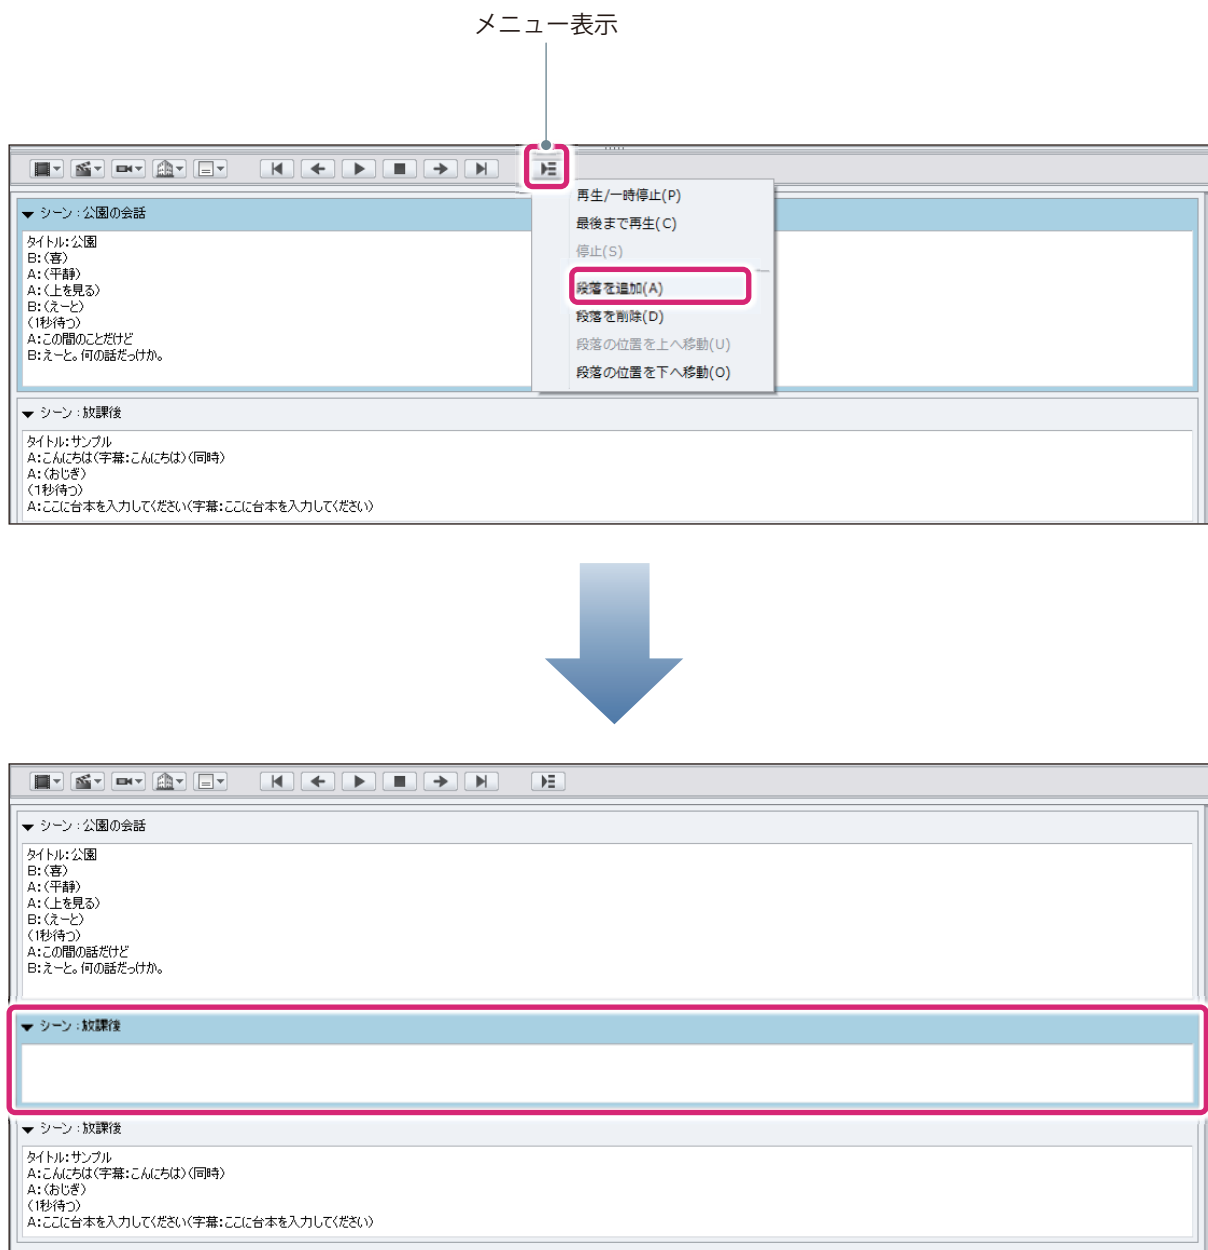 メニュー表示
再生/一時停止(P)
最後まで再生(C)
停止(S)
段落を追加(A)
段落を削除(D)
段落の位置を上へ移動(U)
段落の位置を下へ移動(O)
シーン:公園の会話
タイトル:公園
B:(喜)
A:(平静)
A:(上を見る)
B:(えーと)
(1秒待つ)
A:この間のことだけど
B:えーと。何の話だっけか。
シーン:放課後
タイトル:サンプル
A:こんにちは(字幕:こんにちは)(同時)
A:(おじぎ)
(1秒待つ)
A:ここに台本を入力してください(字幕:ここに台本を入力してください)
シーン:公園の会話
タイトル:公園
B:(喜)
A:(平静)
A:(上を見る)
B:(えーと)
(1秒待つ)
A:この間の話だけど
B:えーと。何の話だっけか。
シーン:放課後
シーン:放課後
タイトル:サンプル
A:こんにちは(字幕:こんにちは)(同時)
A:(おじぎ)
(1秒待つ)
A:ここに台本を入力してください(字幕:ここに台本を入力してください)